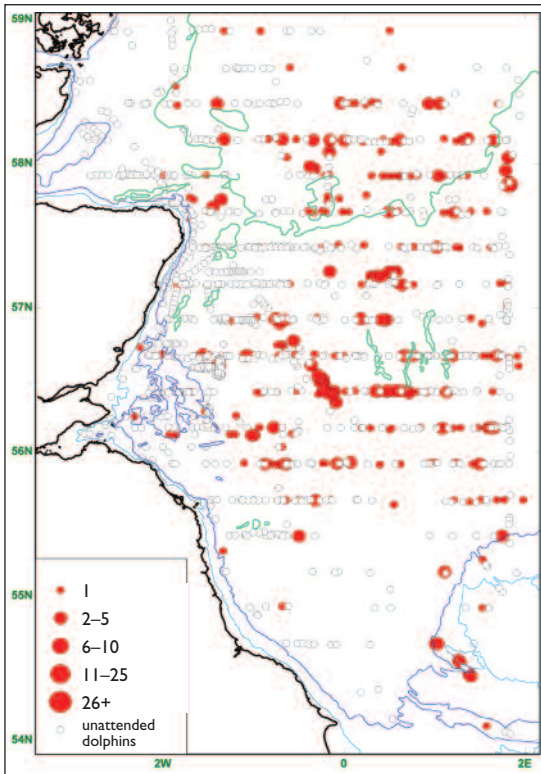 59N
58N
57N
56N
55N
54N
1
2–5
6–10
11–25
26+
unattended
dolphins
2W
0
2E